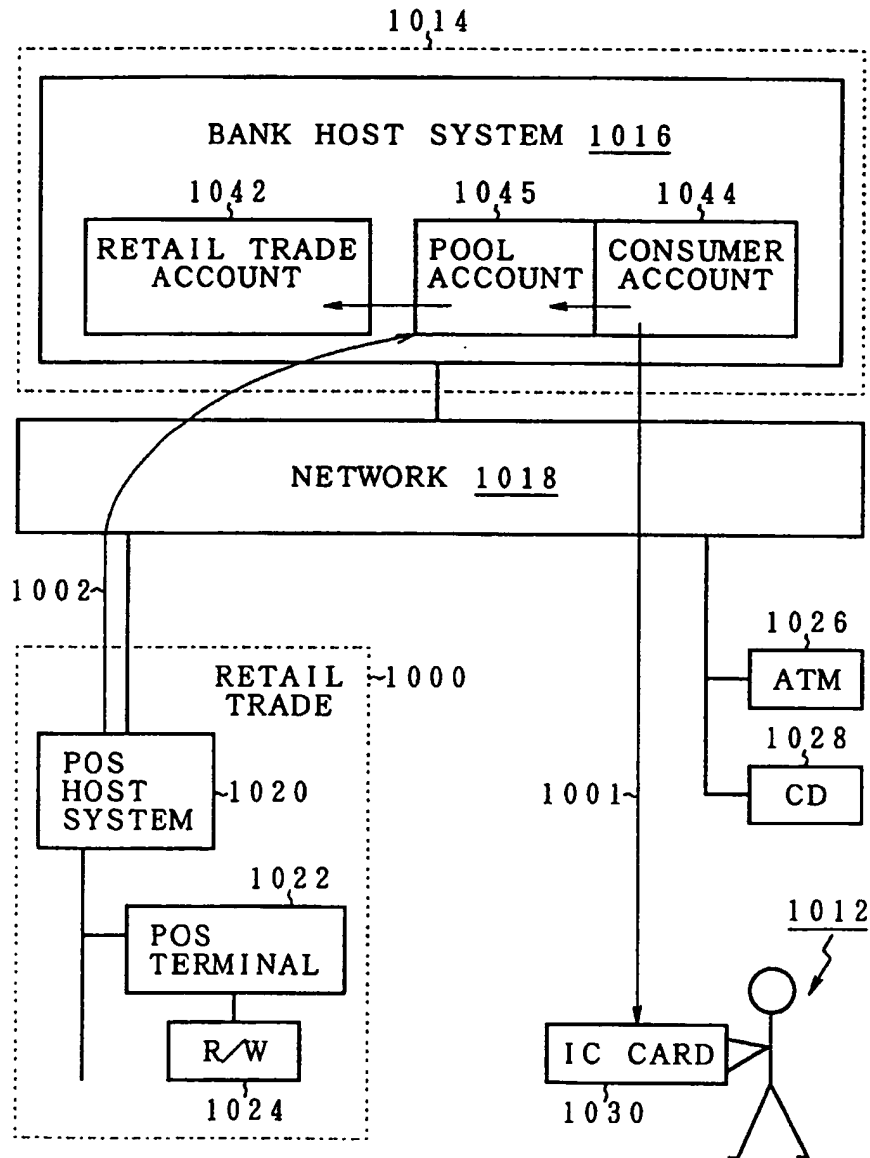 1014
BANK HOST SYSTEM 1016
1042
1045
1044
RETAIL TRADE
ACCOUNT
POOL
ACCOUNT
CONSUMER
ACCOUNT
NETWORK 1018
1002
1026
ATM
RETAIL
TRADE
1000
1028
CD
POS
HOST
SYSTEM
1020
1001
1022
POS
TERMINAL
1012
R/W
1024
IC CARD
1030